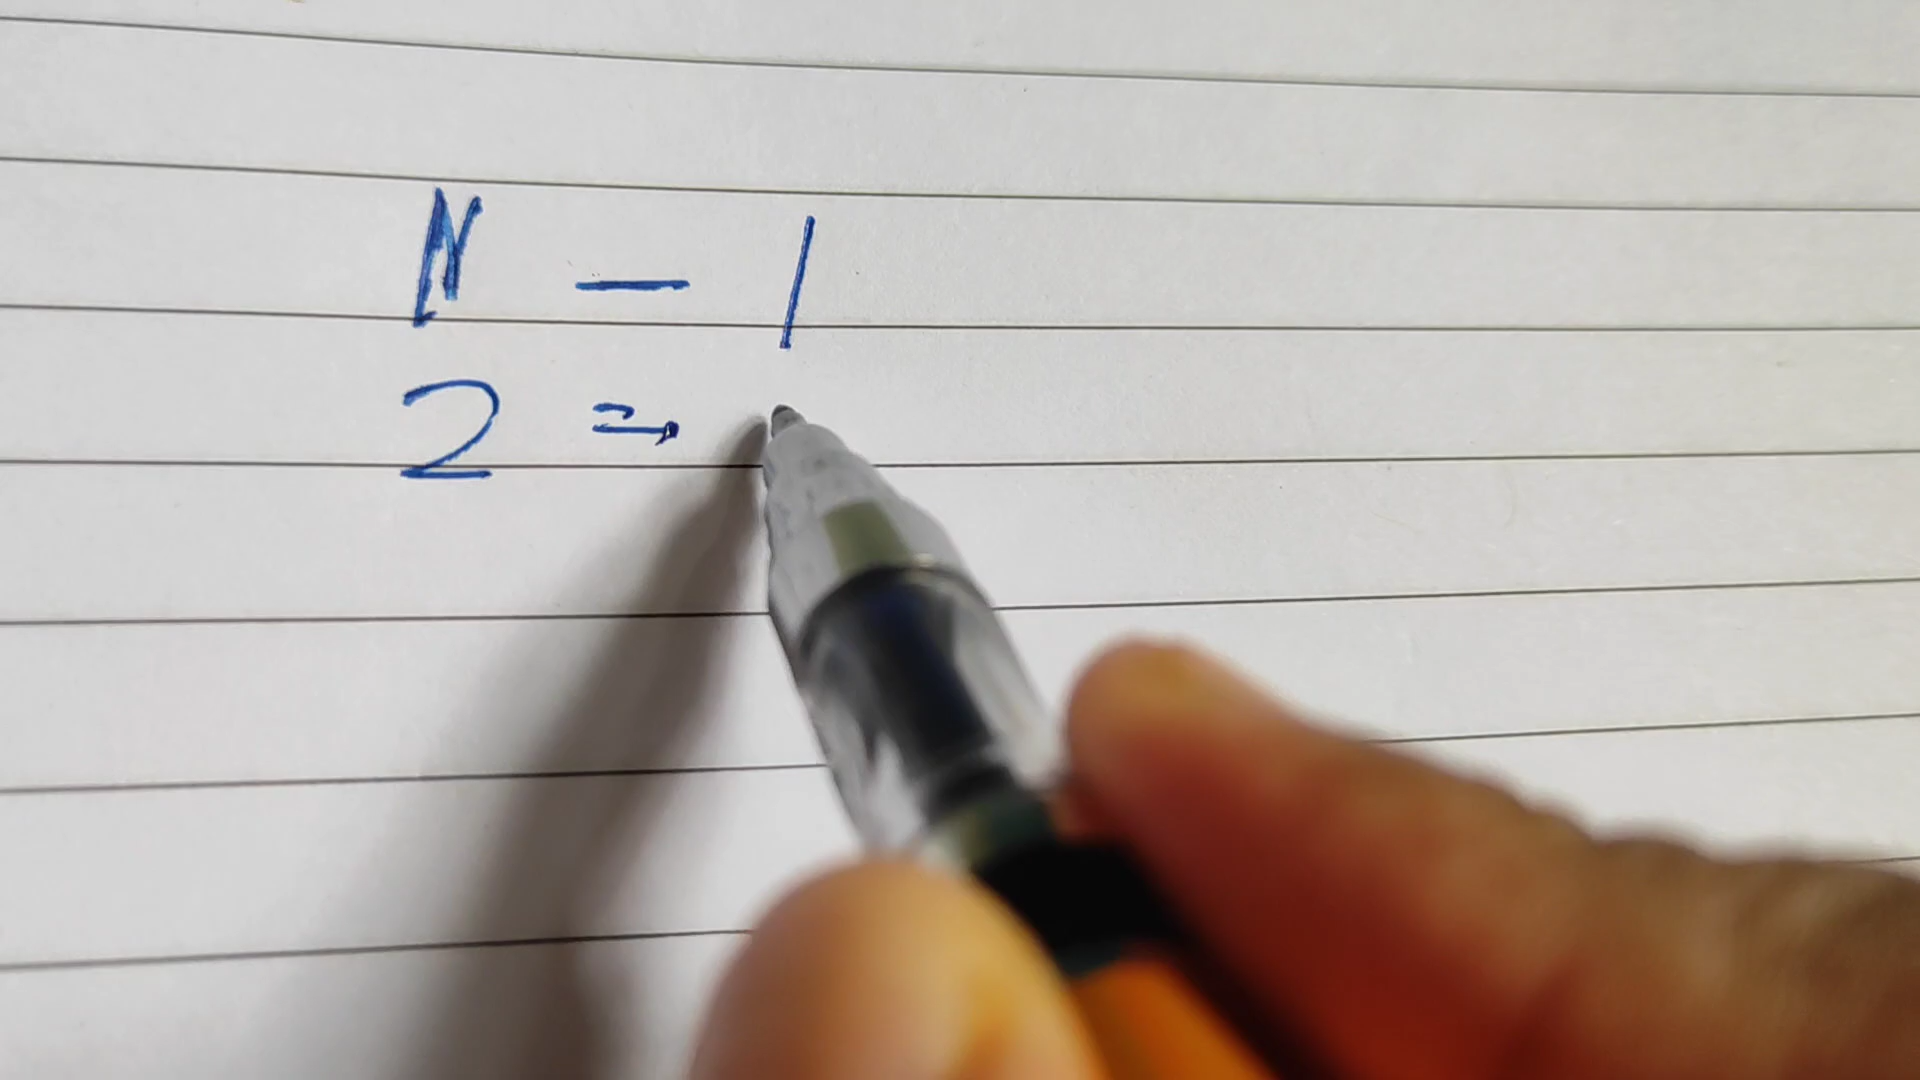 N — 1
2 =